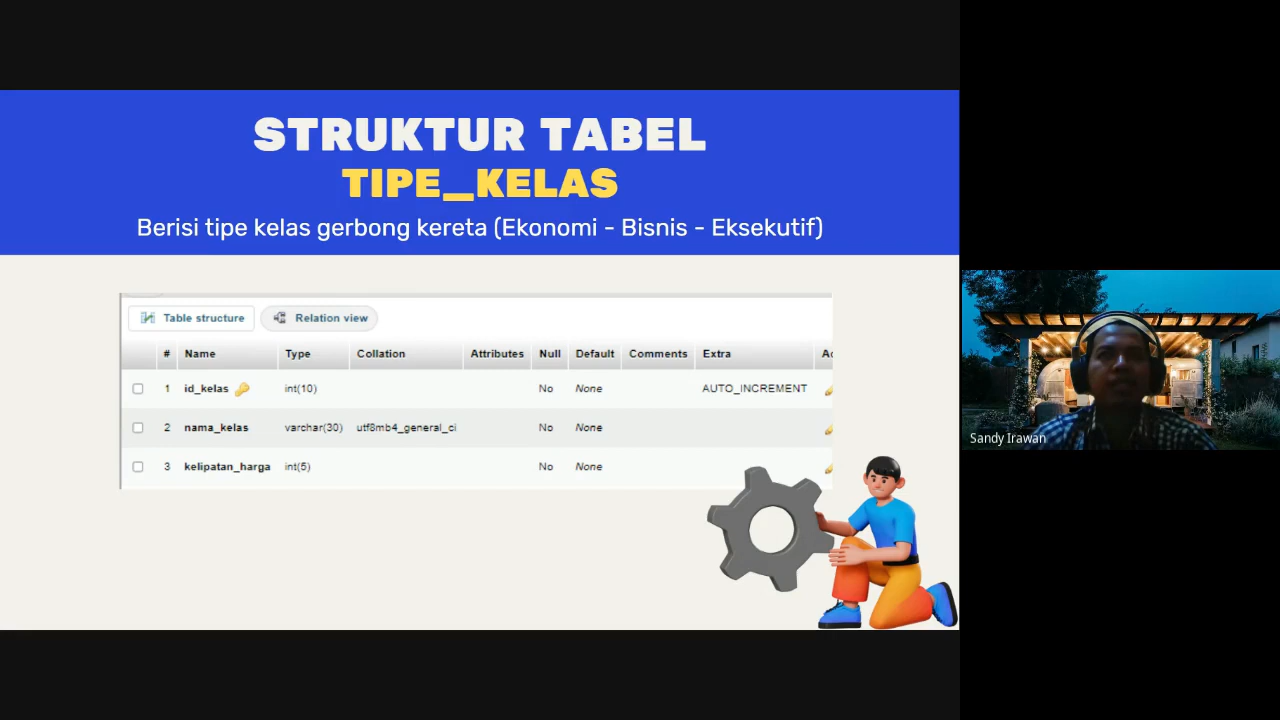 STRUKTUR TABEL
TIPE_KELAS
Berisi tipe kelas gerbong kereta (Ekonomi - Bisnis - Eksekutif)
Table structure Relation view
# Name Type Collation Attributes Null Default Comments Extra Ac
1 id_kelas int(10) No None AUTO_INCREMENT
2 nama_kelas varchar(30) utf8mb4_general_ci No None
3 kelipatan_harga int(5) No None
Sandy Irawan